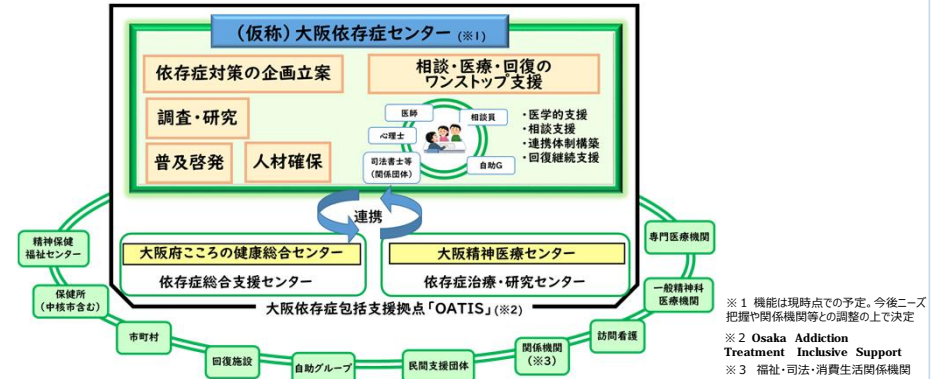 (仮称)大阪依存症センター(※1)
依存症対策の企画立案
相談・医療・回復の
ワンストップ支援
調査・研究
普及啓発
人材確保
医師
相談員
心理士
司法書士等
(関係団体)
自助G
・医学的支援
・相談支援
・連携体制構築
・回復継続支援
連携
大阪府こころの健康総合センター
依存症総合支援センター
大阪精神医療センター
依存症治療・研究センター
大阪依存症包括支援拠点「OATIS」(※2)
精神保健
福祉センター
保健所
(中核市含む)
市町村
回復施設
自助グループ
民間支援団体
関係機関
(※3)
訪問看護
一般精神科
医療機関
専門医療機関
※1 機能は現時点での予定。今後ニーズ
把握や関係機関等との調整の上で決定
※2 Osaka Addiction
Treatment Inclusive Support
※3 福祉・司法・消費生活関係機関